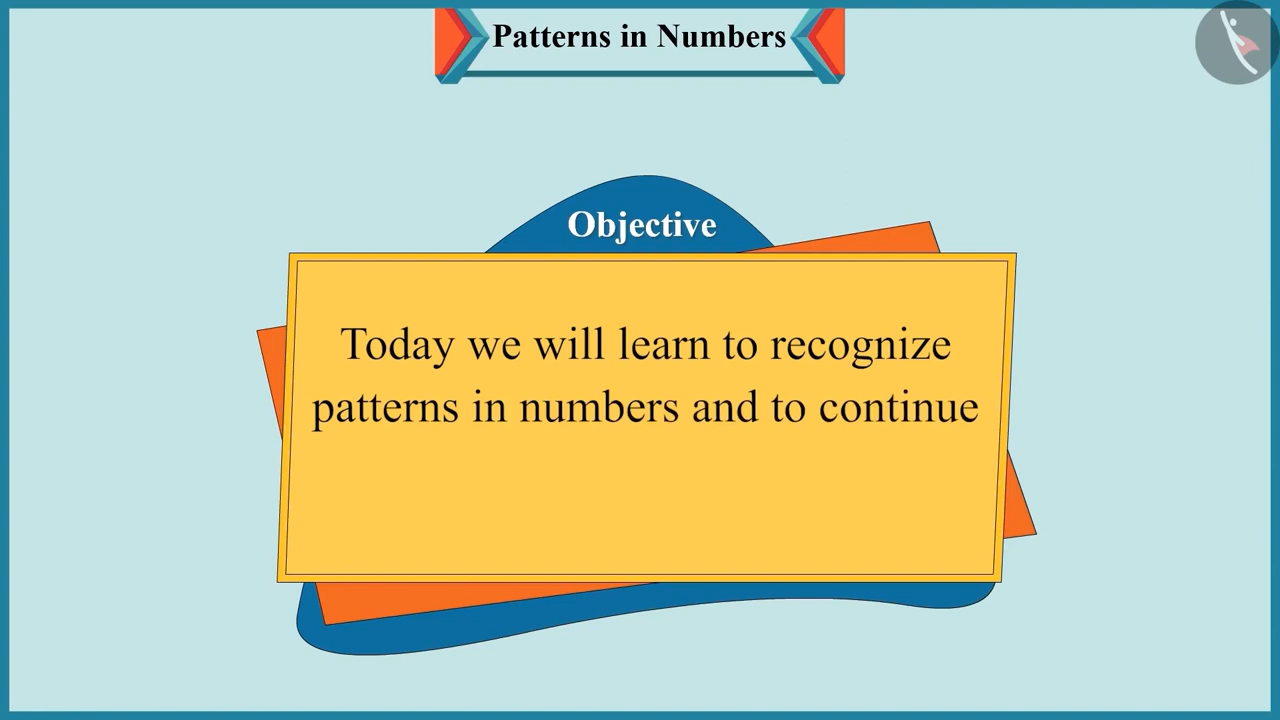 Patterns in Numbers
Objective
Today we will learn to recognize
patterns in numbers and to continue